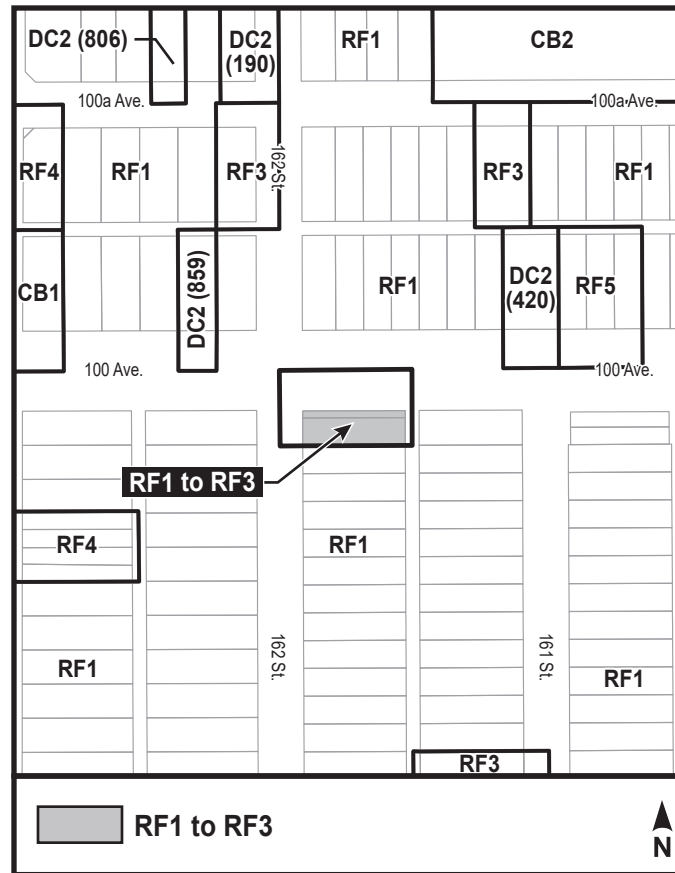 DC2 (806)
DC2
(190)
RF1
CB2
100a Ave.
100a Ave.
RF4
RF1
RF3
162 St.
RF3
RF1
CB1
DC2 (859)
RF1
DC2
(420)
RF5
100 Ave.
100 Ave.
RF1 to RF3
RF4
RF1
RF1
162 St.
161 St.
RF1
RF3
RF1 to RF3
N